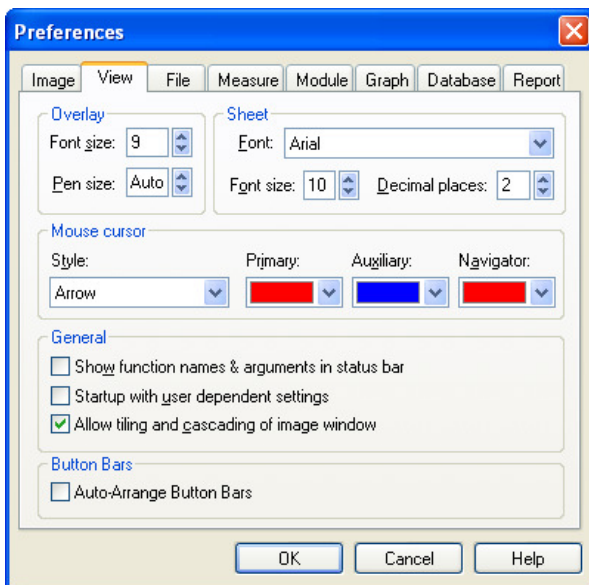 Preferences
Image View File Measure Module Graph Database Report
Overlay
Font size: 9
Pen size: Auto
Sheet
Font: Arial
Font size: 10 Decimal places: 2
Mouse cursor
Style: Primary: Auxiliary: Navigator:
Arrow
General
Show function names & arguments in status bar
Startup with user dependent settings
Allow tiling and cascading of image window
Button Bars
Auto-Arrange Button Bars
OK Cancel Help